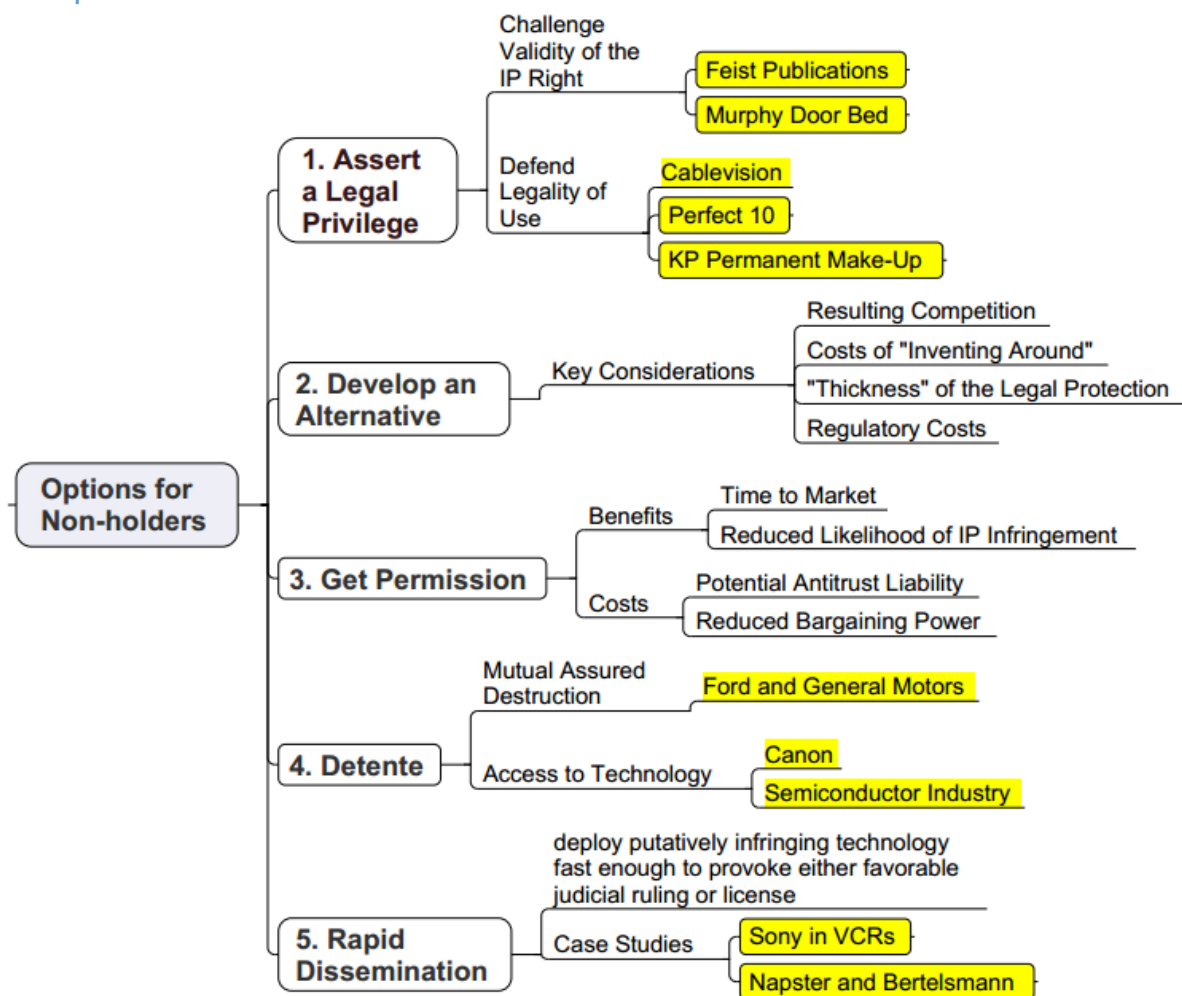 Challenge
Validity of the
IP Right
Feist Publications
Murphy Door Bed
1. Assert
a Legal
Privilege
Defend
Legality of
Use
Cablevision
Perfect 10
KP Permanent Make-Up
2. Develop an
Alternative
Key Considerations
Resulting Competition
Costs of "Inventing Around"
"Thickness" of the Legal Protection
Regulatory Costs
Options for
Non-holders
3. Get Permission
Benefits
Time to Market
Reduced Likelihood of IP Infringement
Costs
Potential Antitrust Liability
Reduced Bargaining Power
4. Detente
Mutual Assured
Destruction
Ford and General Motors
Access to Technology
Canon
Semiconductor Industry
5. Rapid
Dissemination
deploy putatively infringing technology
fast enough to provoke either favorable
judicial ruling or license
Case Studies
Sony in VCRs
Napster and Bertelsmann